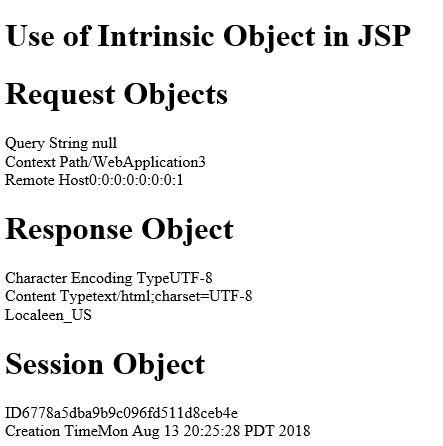 Use of Intrinsic Object in JSP
Request Objects
Query String null
Context Path/WebApplication3
Remote Host0:0:0:0:0:0:0:1
Response Object
Character Encoding TypeUTF-8
Content Typetext/html;charset=UTF-8
Localeen_US
Session Object
ID6778a5dba9b9c096fd511d8ceb4e
Creation TimeMon Aug 13 20:25:28 PDT 2018